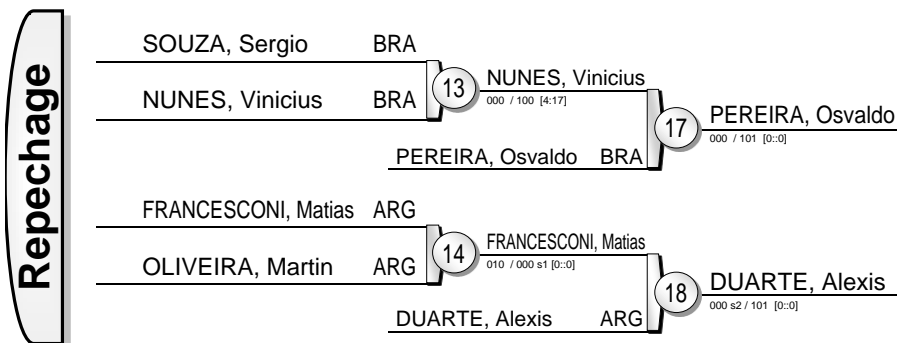 Repechage
SOUZA, Sergio BRA
NUNES, Vinicius BRA
13
NUNES, Vinicius
000 / 100 [4:17]
PEREIRA, Osvaldo BRA
17
PEREIRA, Osvaldo
000 / 101 [0::0]
FRANCESCONI, Matias ARG
OLIVEIRA, Martin ARG
14
FRANCESCONI, Matias
010 / 000 s1 [0::0]
DUARTE, Alexis ARG
18
DUARTE, Alexis
000 s2 / 101 [0::0]